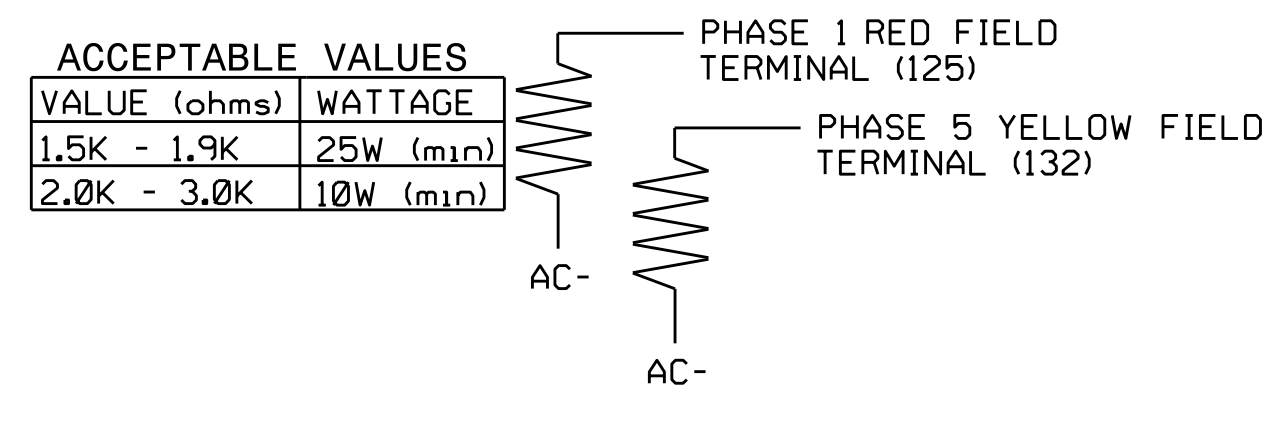 ACCEPTABLE VALUES
VALUE (ohms) WATTAGE
1.5K - 1.9K 25W (min)
2.0K - 3.0K 10W (min)
PHASE 1 RED FIELD
TERMINAL (125)
AC-
PHASE 5 YELLOW FIELD
TERMINAL (132)
AC-